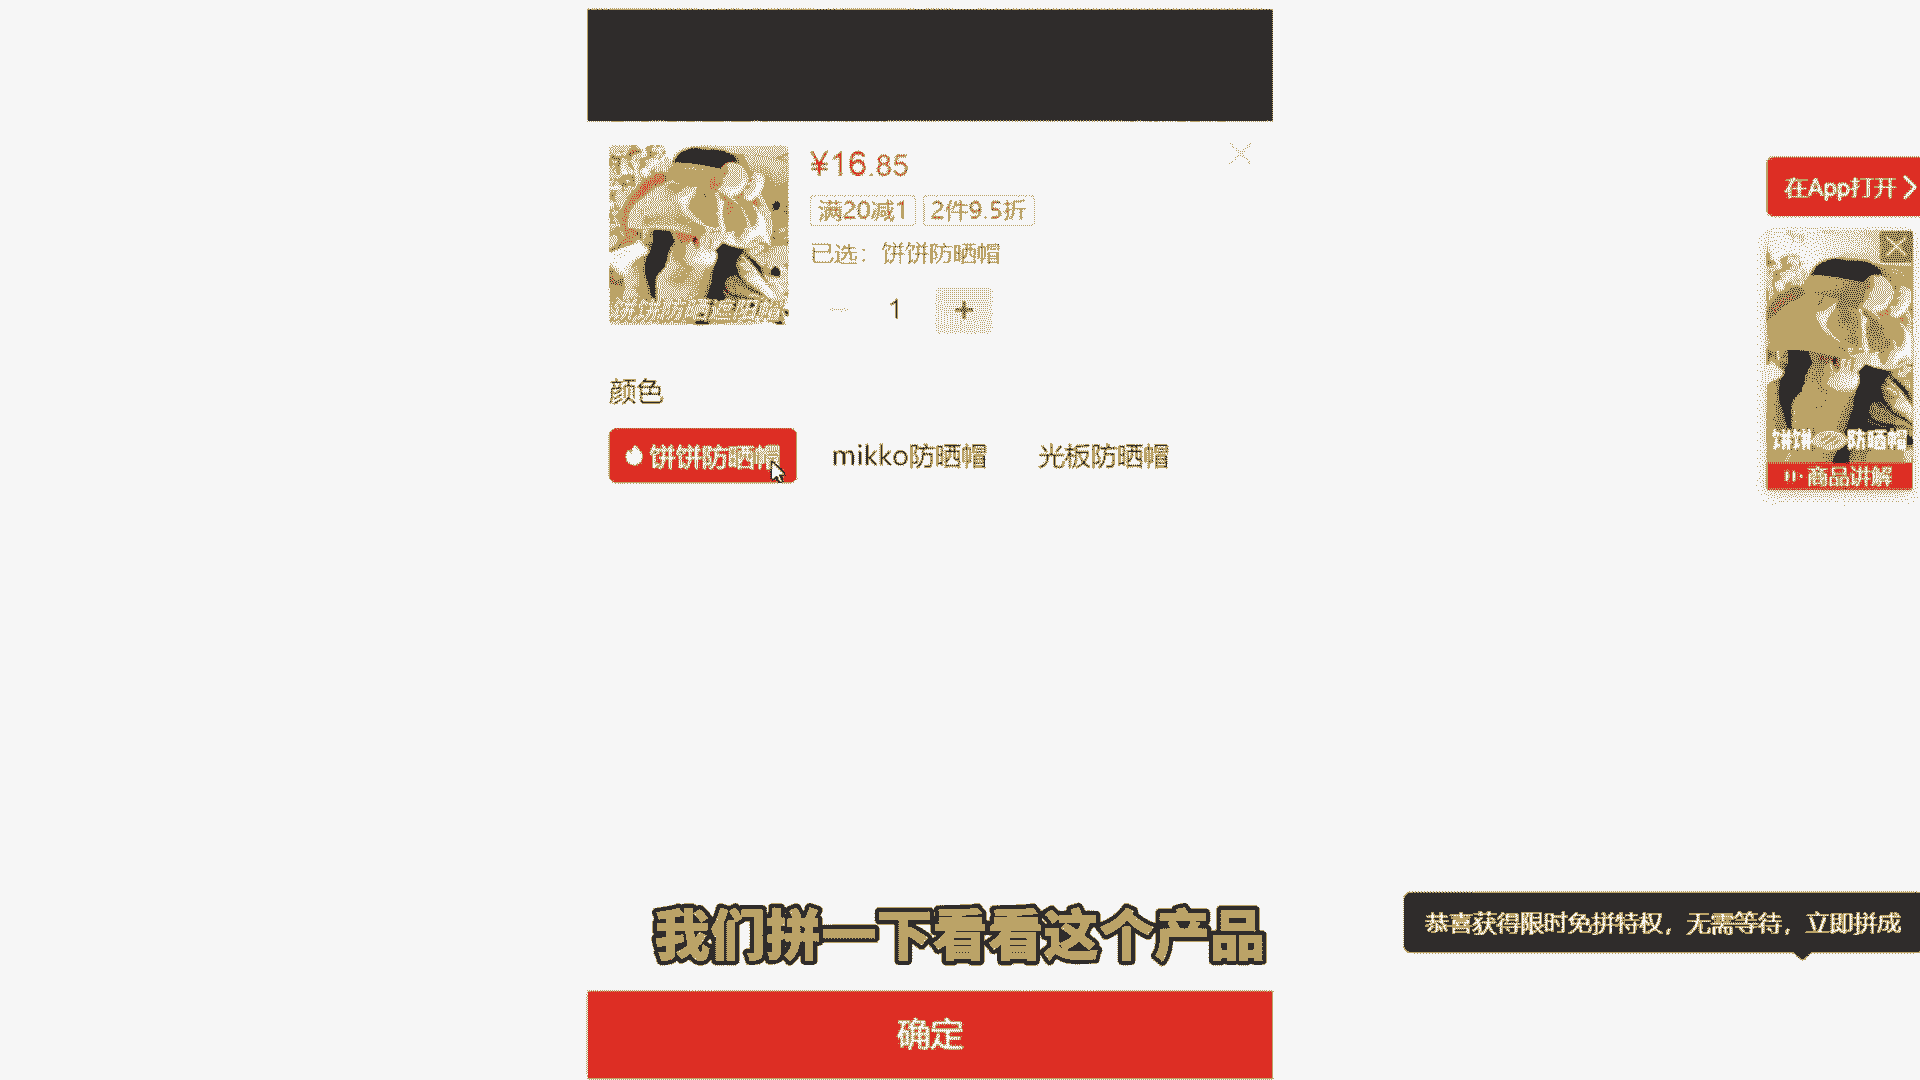 ¥16.85
满20减1 2件9.5折
已选：饼饼防晒帽
1
饼饼防晒遮阳帽
颜色
饼饼防晒帽 mikko防晒帽 光板防晒帽
在App打开
饼饼 防晒帽
商品讲解
我们拼一下看看这个产品
恭喜获得限时免拼特权，无需等待，立即拼成
确定